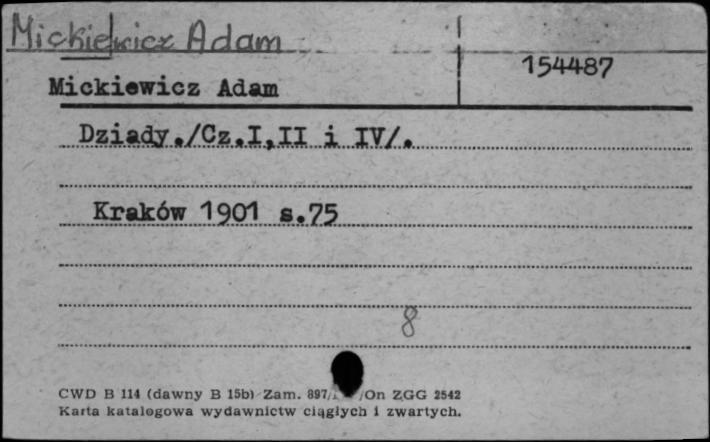 Mickiewicz Adam
154487
Mickiewicz Adam
Dziady./Cz.I,II i IV/.
Kraków 1901 s.75
8
CWD B 114 (dawny B 15b) Zam. 897/ /On ZGG 2542
Karta katalogowa wydawnictw ciągłych i zwartych.